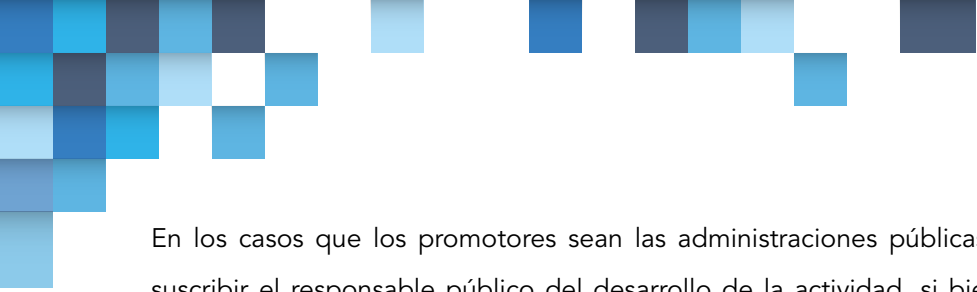 En los casos que los promotores sean las administraciones públicas
suscribir el responsable público del desarrollo de la actividad, si bie